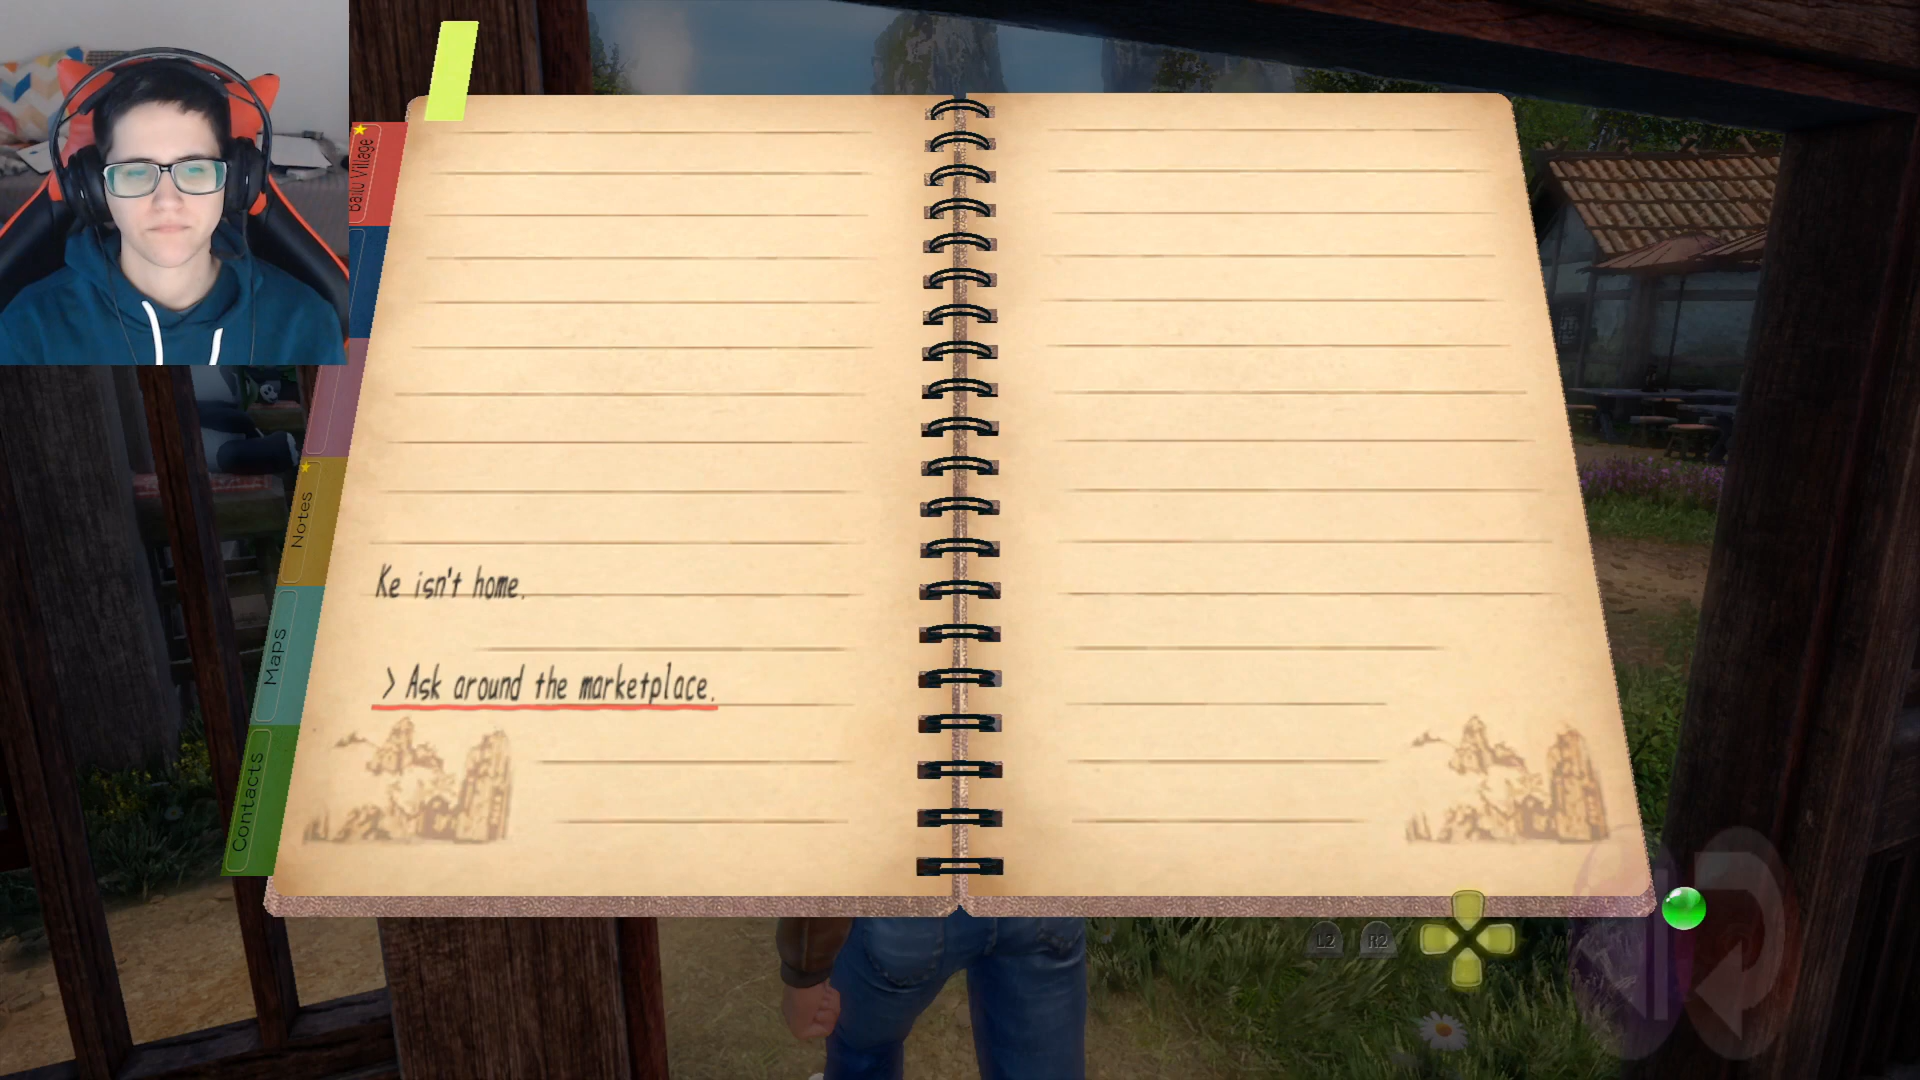 Bailu Village
Notes
Maps
Contacts
Ke isn't home.
> Ask around the marketplace.
L2 R2